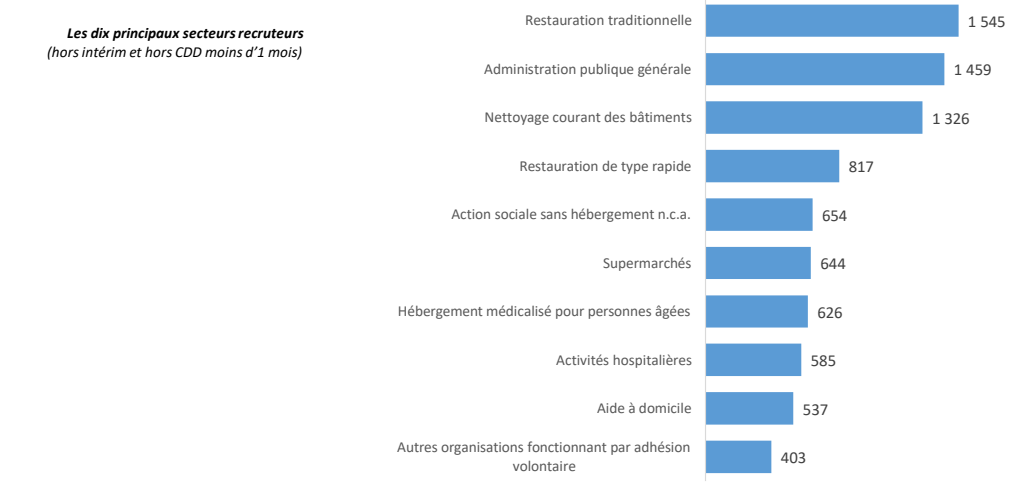 Les dix principaux secteurs recruteurs
(hors intérim et hors CDD moins d’1 mois)
Restauration traditionnelle 1 545
Administration publique générale 1 459
Nettoyage courant des bâtiments 1 326
Restauration de type rapide 817
Action sociale sans hébergement n.c.a. 654
Supermarchés 644
Hébergement médicalisé pour personnes âgées 626
Activités hospitalières 585
Aide à domicile 537
Autres organisations fonctionnant par adhésion
volontaire 403